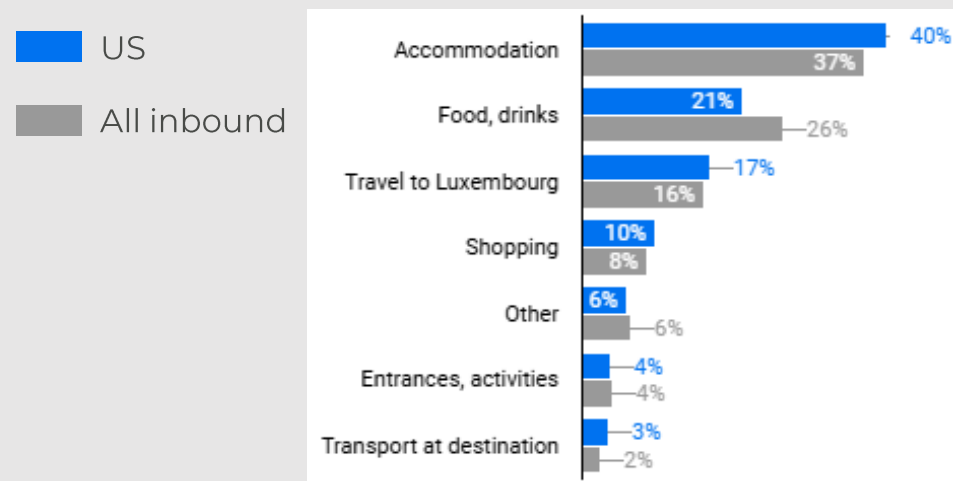 US
All inbound
Accommodation
40%
37%
Food, drinks
21%
26%
Travel to Luxembourg
17%
16%
Shopping
10%
8%
Other
6%
6%
Entrances, activities
4%
4%
Transport at destination
3%
2%